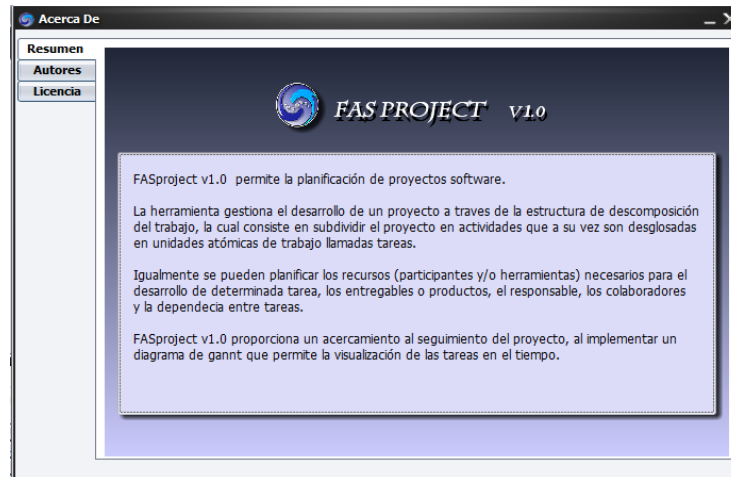 Acerca De
Resumen
Autores
Licencia
FAS PROJECT V1.0
FASproject v1.0 permite la planificación de proyectos software.
La herramienta gestiona el desarrollo de un proyecto a traves de la estructura de descomposición
del trabajo, la cual consiste en subdividir el proyecto en actividades que a su vez son desglosadas
en unidades atómicas de trabajo llamadas tareas.
Igualmente se pueden planificar los recursos (participantes y/o herramientas) necesarios para el
desarrollo de determinada tarea, los entregables o productos, el responsable, los colaboradores
y la dependecia entre tareas.
FASproject v1.0 proporciona un acercamiento al seguimiento del proyecto, al implementar un
diagrama de gannt que permite la visualización de las tareas en el tiempo.